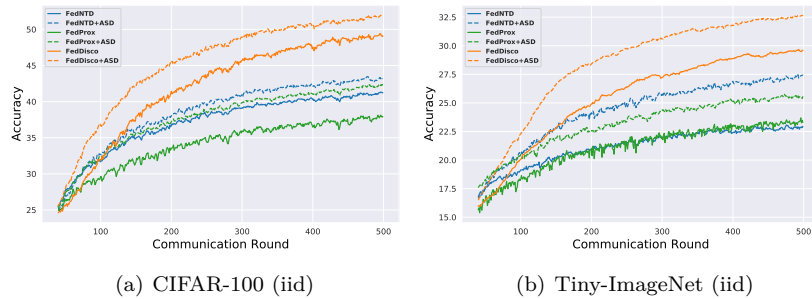 FedNTD
FedNTD+ASD
FedProx
FedProx+ASD
FedDisco
FedDisco+ASD
Accuracy
50
45
40
35
30
25
100
200
300
400
500
Communication Round
(a) CIFAR-100 (iid)
FedNTD
FedNTD+ASD
FedProx
FedProx+ASD
FedDisco
FedDisco+ASD
Accuracy
32.5
30.0
27.5
25.0
22.5
20.0
17.5
15.0
100
200
300
400
500
Communication Round
(b) Tiny-ImageNet (iid)